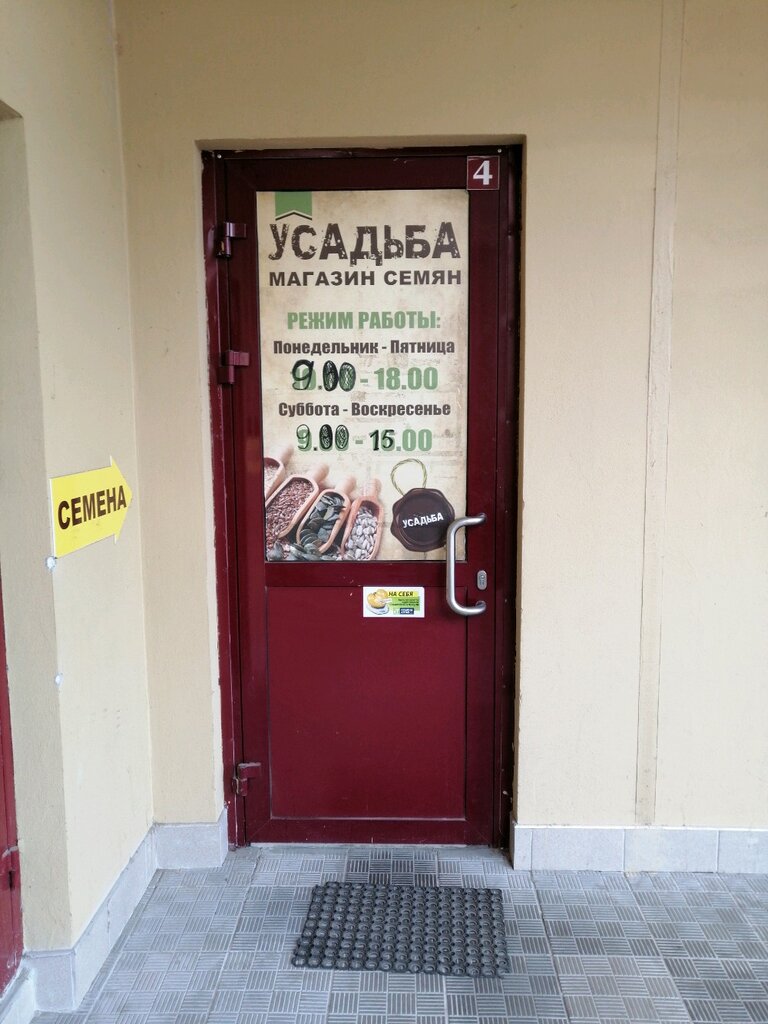 4
УСАДЬБА
МАГАЗИН СЕМЯН
РЕЖИМ РАБОТЫ:
Понедельник - Пятница
9.00 - 18.00
Суббота - Воскресенье
9.00 - 15.00
УСАДЬБА
СЕМЕНА
НА СЕБЯ